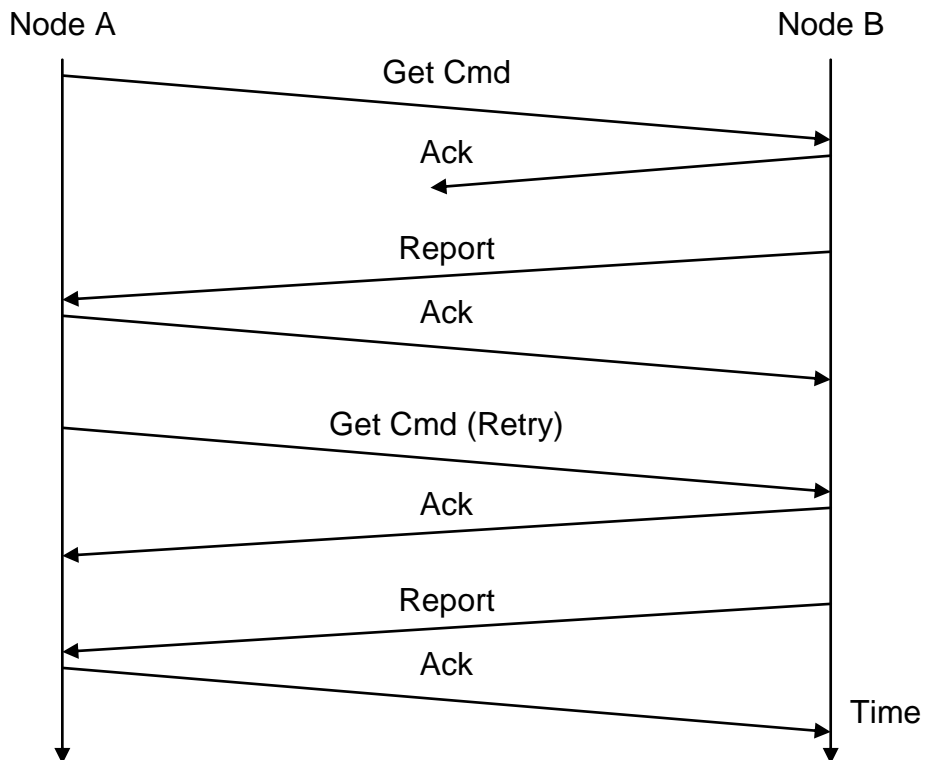 Node A
Node B
Get Cmd
Ack
Report
Ack
Get Cmd (Retry)
Ack
Report
Ack
Time